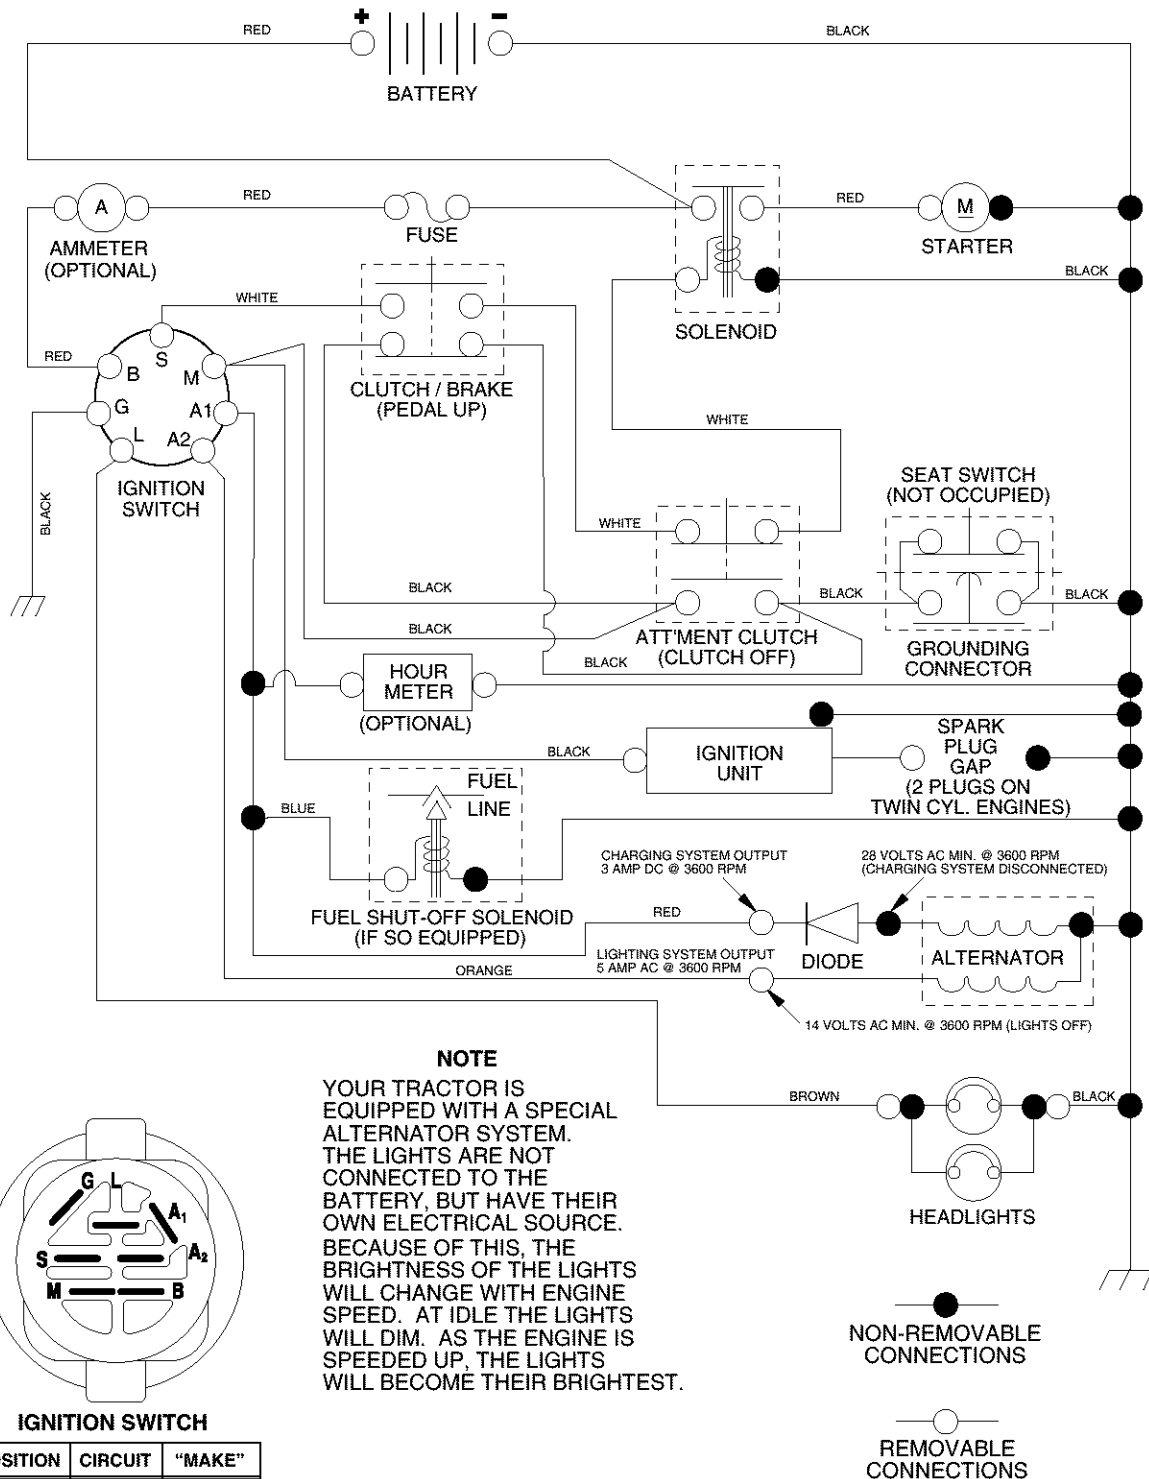 + -
RED
BLACK
BATTERY
A
RED
RED
M
AMMETER
(OPTIONAL)
FUSE
STARTER
BLACK
WHITE
SOLENOID
RED
S
B
M
G
A1
L
A2
CLUTCH / BRAKE
(PEDAL UP)
WHITE
IGNITION
SWITCH
BLACK
SEAT SWITCH
(NOT OCCUPIED)
WHITE
BLACK
BLACK
BLACK
BLACK
BLACK
ATT'MENT CLUTCH
(CLUTCH OFF)
GROUNDING
CONNECTOR
HOUR
METER
(OPTIONAL)
BLACK
IGNITION
UNIT
SPARK
PLUG
GAP
(2 PLUGS ON
TWIN CYL. ENGINES)
FUEL
LINE
BLUE
CHARGING SYSTEM OUTPUT
3 AMP DC @ 3600 RPM
28 VOLTS AC MIN. @ 3600 RPM
(CHARGING SYSTEM DISCONNECTED)
FUEL SHUT-OFF SOLENOID
(IF SO EQUIPPED)
RED
LIGHTING SYSTEM OUTPUT
5 AMP AC @ 3600 RPM
DIODE
ALTERNATOR
ORANGE
14 VOLTS AC MIN. @ 3600 RPM (LIGHTS OFF)
NOTE
YOUR TRACTOR IS
EQUIPPED WITH A SPECIAL
ALTERNATOR SYSTEM.
THE LIGHTS ARE NOT
CONNECTED TO THE
BATTERY, BUT HAVE THEIR
OWN ELECTRICAL SOURCE.
BECAUSE OF THIS, THE
BRIGHTNESS OF THE LIGHTS
WILL CHANGE WITH ENGINE
SPEED. AT IDLE THE LIGHTS
WILL DIM. AS THE ENGINE IS
SPEEDED UP, THE LIGHTS
WILL BECOME THEIR BRIGHTEST.
BROWN
BLACK
HEADLIGHTS
G L
A1
S A2
M B
IGNITION SWITCH
SITION CIRCUIT "MAKE"
NON-REMOVABLE
CONNECTIONS
REMOVABLE
CONNECTIONS